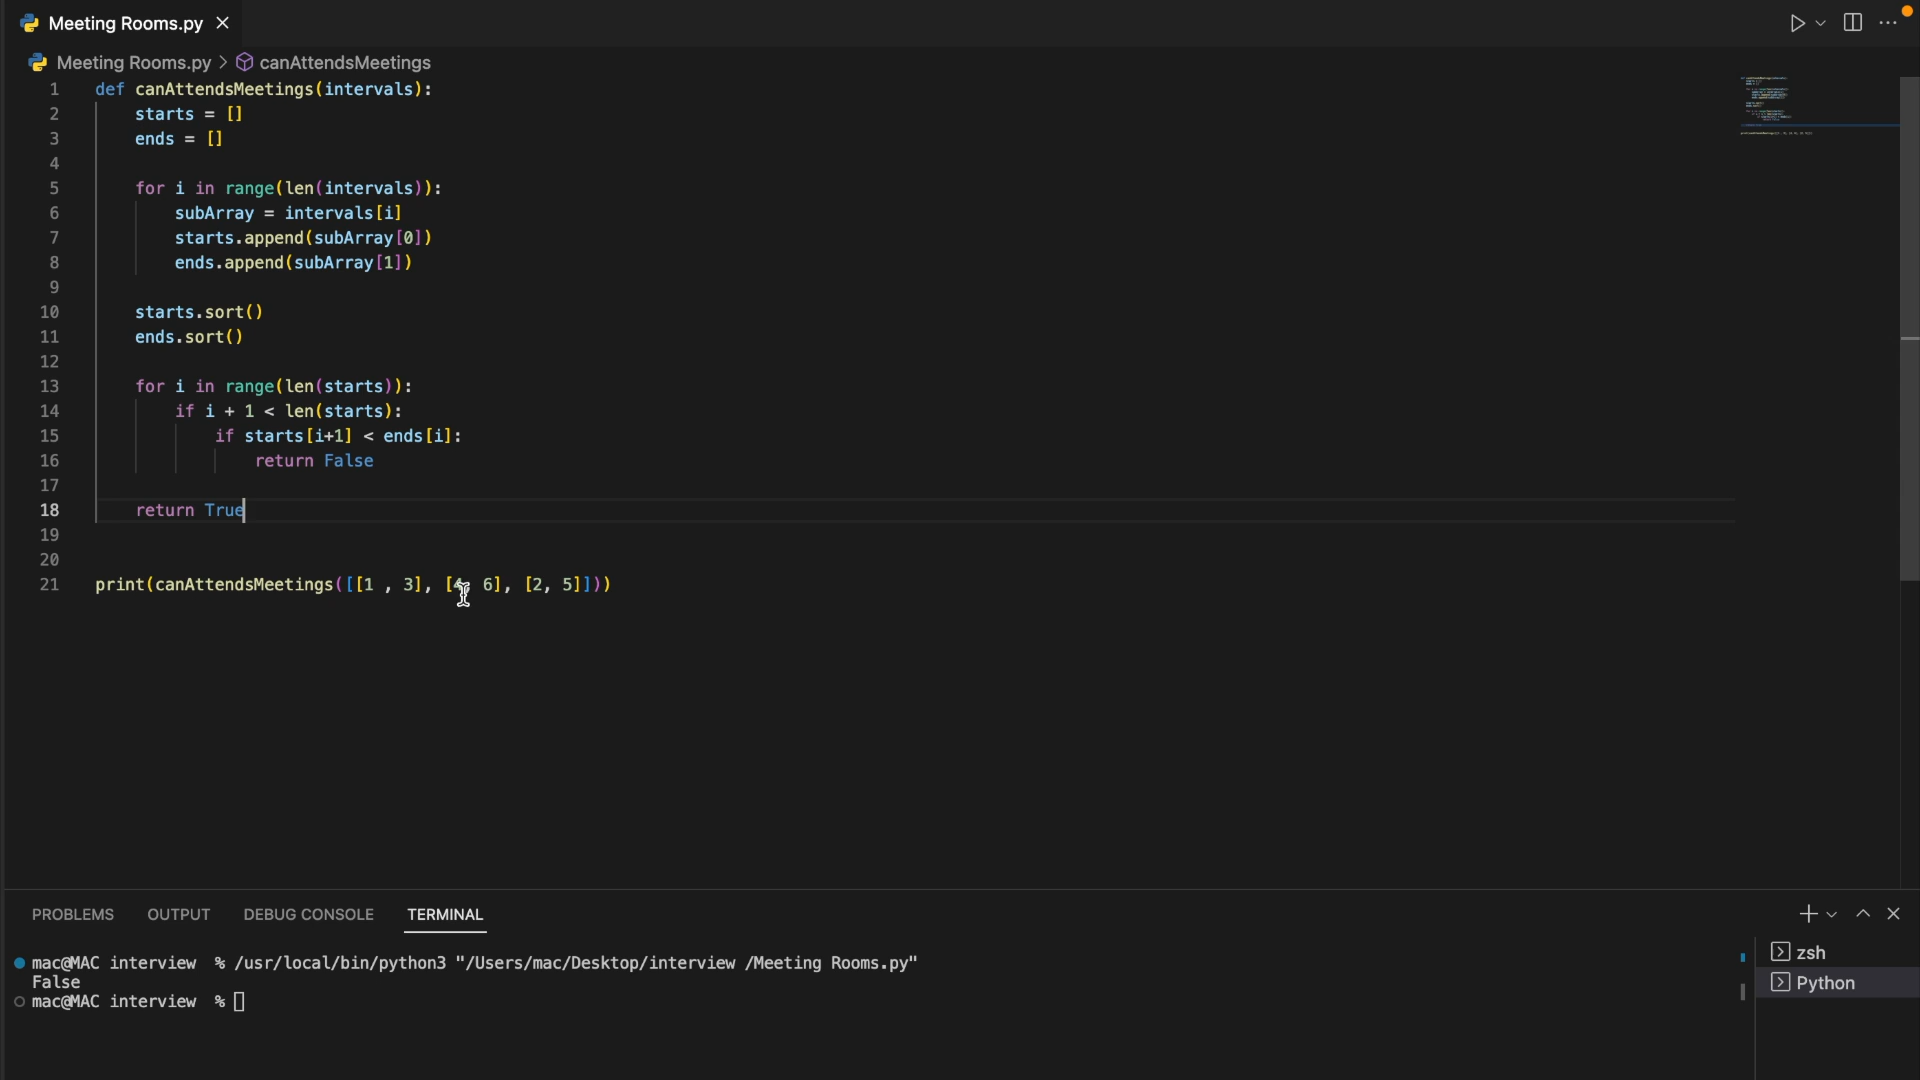 Meeting Rooms.py
Meeting Rooms.py > canAttendsMeetings
1 def canAttendsMeetings(intervals):
2 starts = []
3 ends = []
4
5 for i in range(len(intervals)):
6 subArray = intervals[i]
7 starts.append(subArray[0])
8 ends.append(subArray[1])
9
10 starts.sort()
11 ends.sort()
12
13 for i in range(len(starts)):
14 if i + 1 < len(starts):
15 if starts[i+1] < ends[i]:
16 return False
17
18 return True
19
20
21 print(canAttendsMeetings([[1 , 3], [ 6], [2, 5]]))
PROBLEMS OUTPUT DEBUG CONSOLE TERMINAL
mac@MAC interview % /usr/local/bin/python3 "/Users/mac/Desktop/interview /Meeting Rooms.py"
False
mac@MAC interview %
zsh
Python